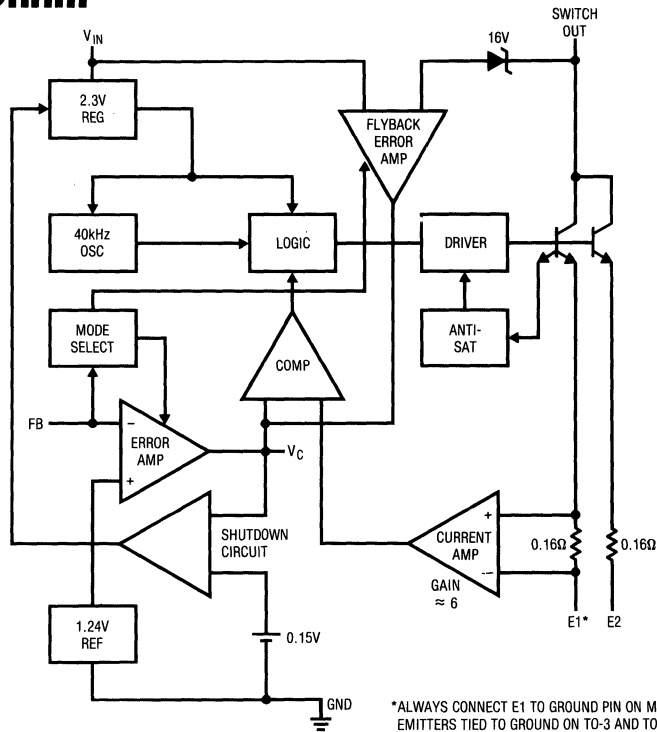 SWITCH
OUT
VIN
16V
2.3V
REG
FLYBACK
ERROR
AMP
40kHz
OSC
LOGIC
DRIVER
MODE
SELECT
ANTI-
SAT
COMP
FB
−
ERROR
AMP
+
VC
SHUTDOWN
CIRCUIT
+
CURRENT
AMP
−
GAIN
≈ 6
0.16Ω
0.16Ω
E1*
E2
1.24V
REF
0.15V
GND
*ALWAYS CONNECT E1 TO GROUND PIN ON M
EMITTERS TIED TO GROUND ON TO-3 AND TO